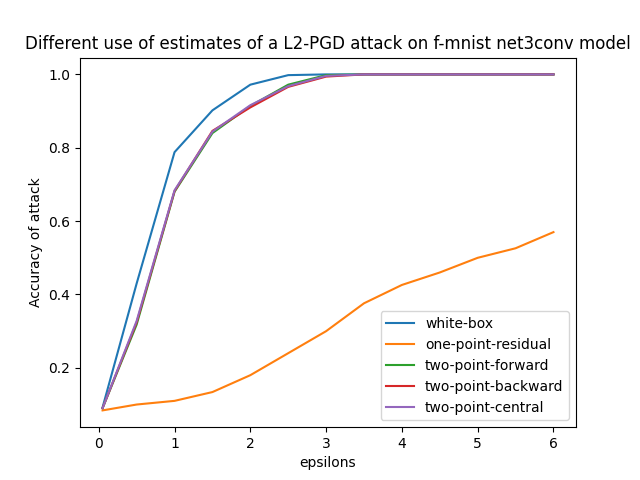 Different use of estimates of a L2-PGD attack on f-mnist net3conv model
1.0
0.8
0.6
0.4
0.2
Accuracy of attack
white-box
one-point-residual
two-point-forward
two-point-backward
two-point-central
0 1 2 3 4 5 6
epsilons